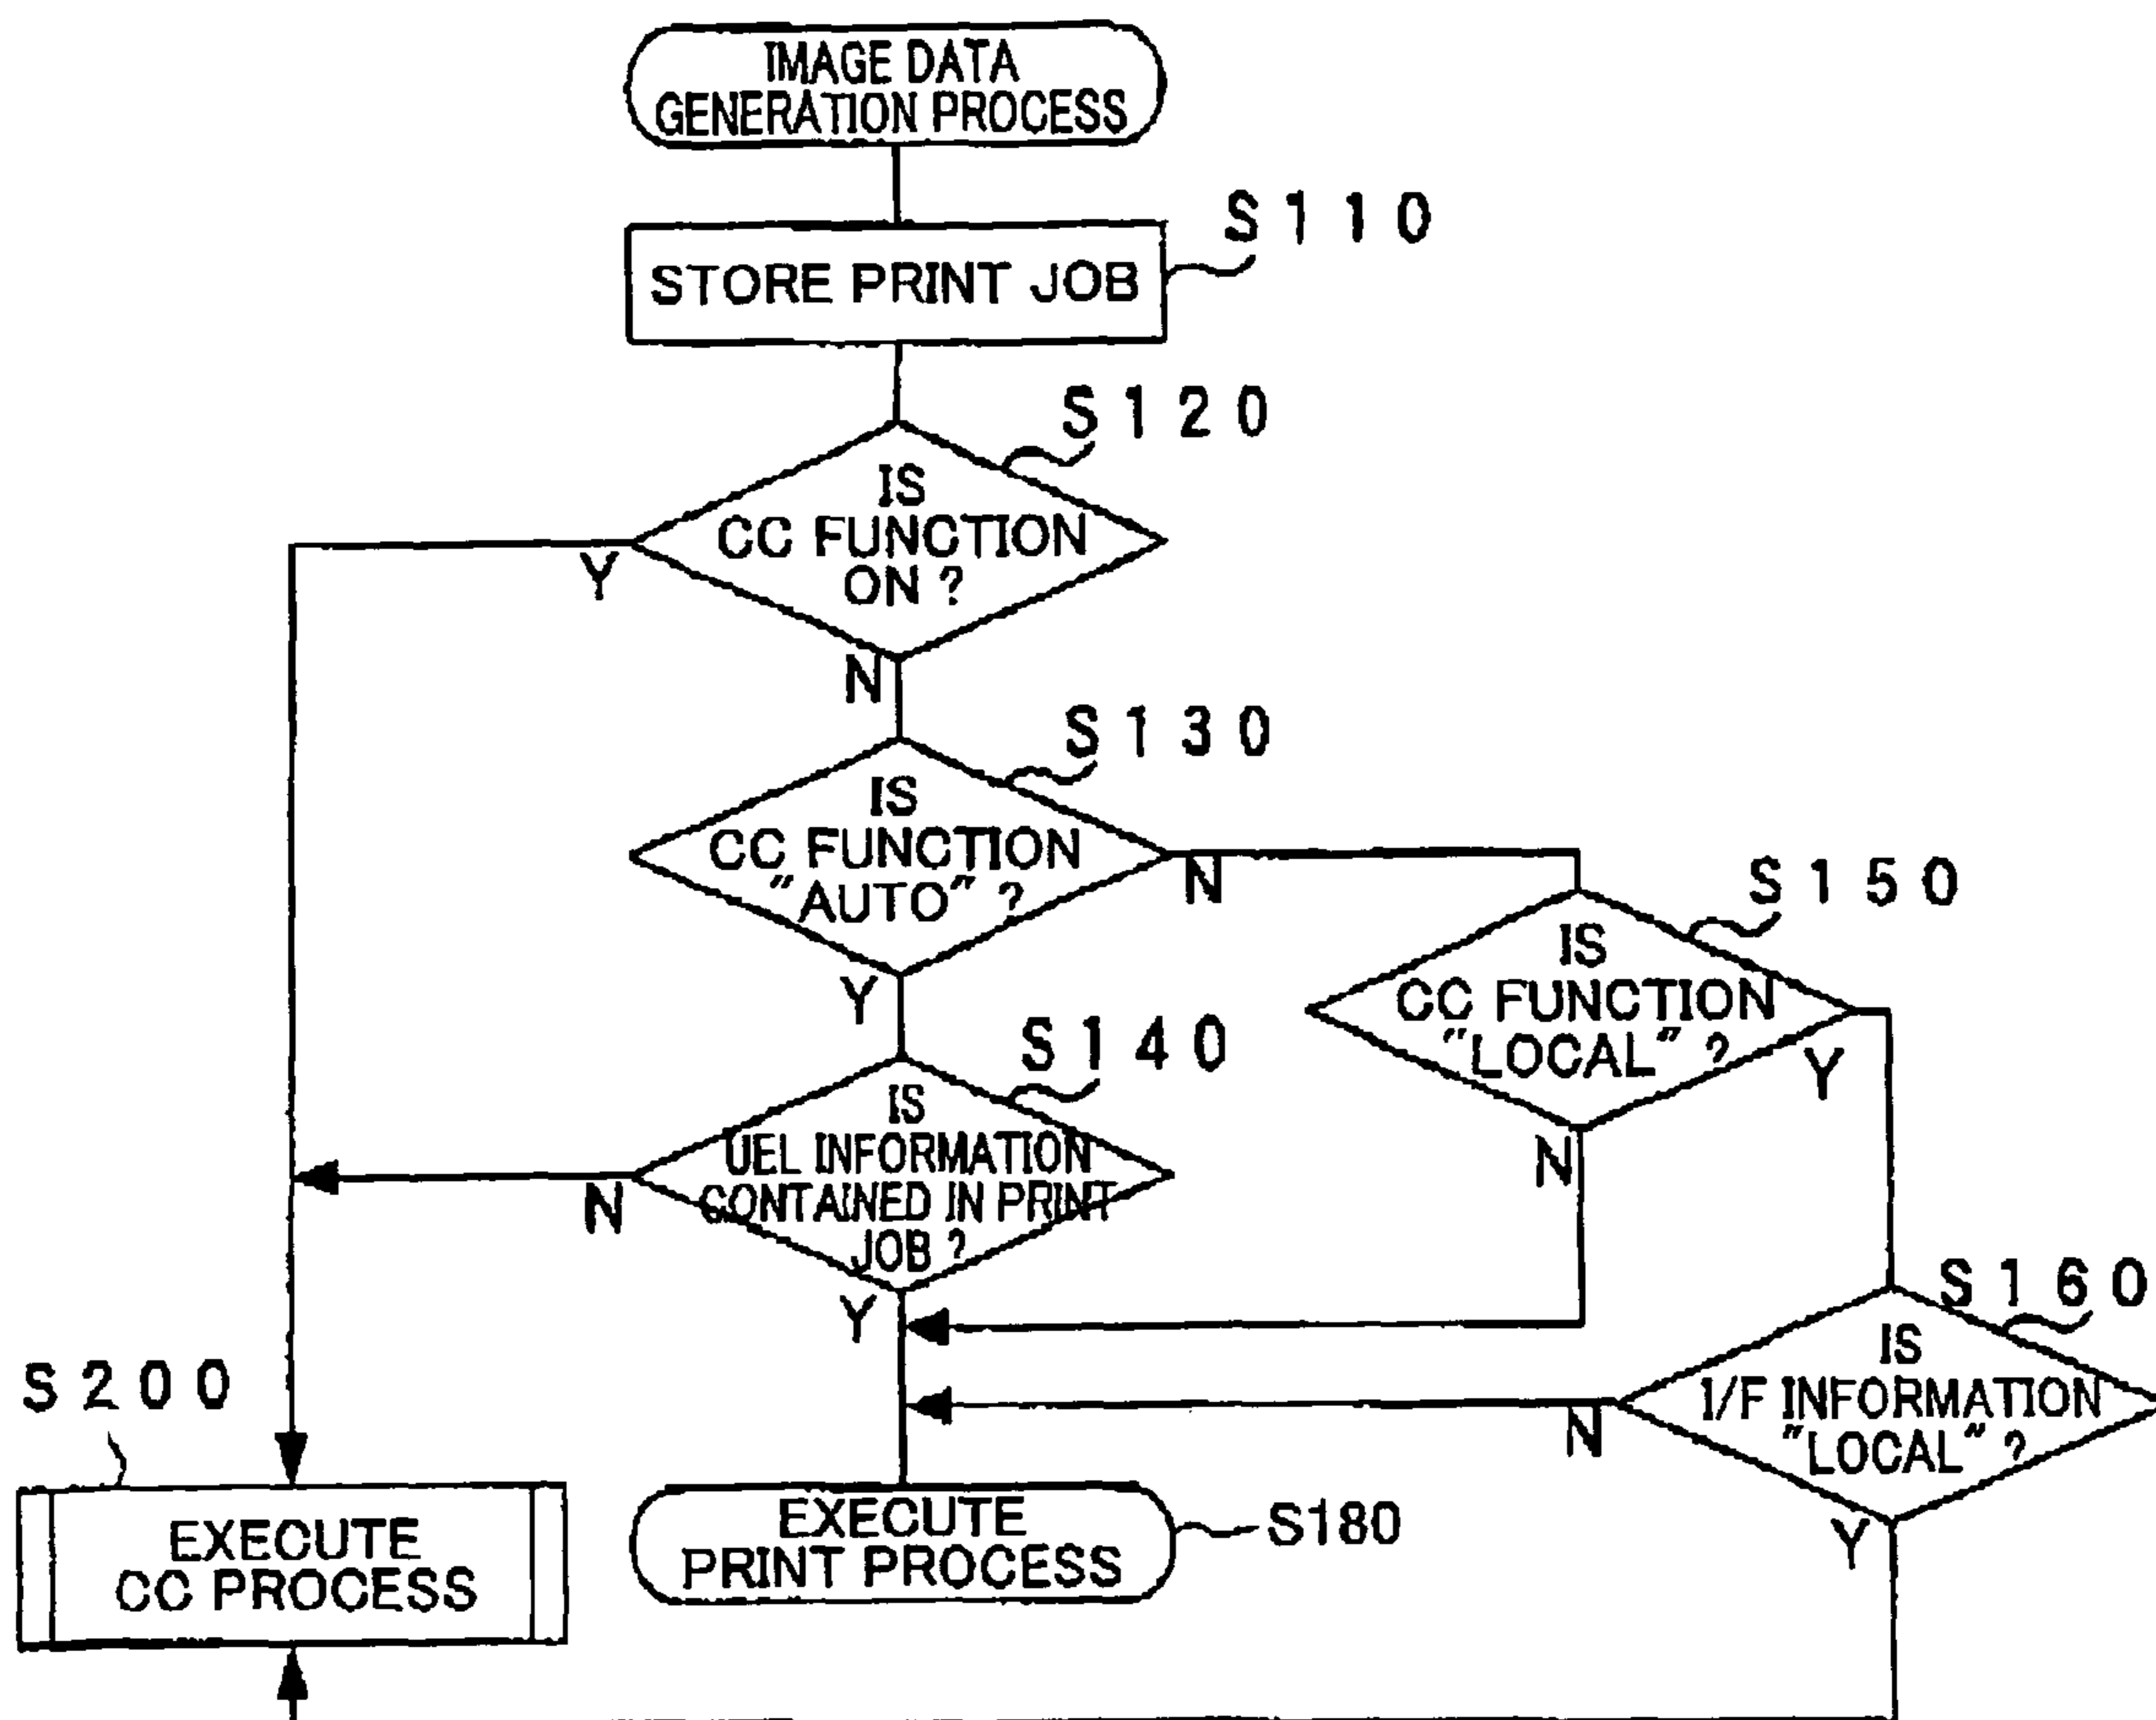 IMAGE DATA
GENERATION PROCESS
S110
STORE PRINT JOB
S120
IS
CC FUNCTION
ON ?
Y
N
S130
IS
CC FUNCTION
"AUTO" ?
N
Y
S150
IS
CC FUNCTION
"LOCAL" ?
Y
N
S140
IS
UEL INFORMATION
CONTAINED IN PRINT
JOB ?
N
Y
S160
IS
I/F INFORMATION
"LOCAL" ?
N
Y
S200
EXECUTE
CC PROCESS
EXECUTE
PRINT PROCESS
S180